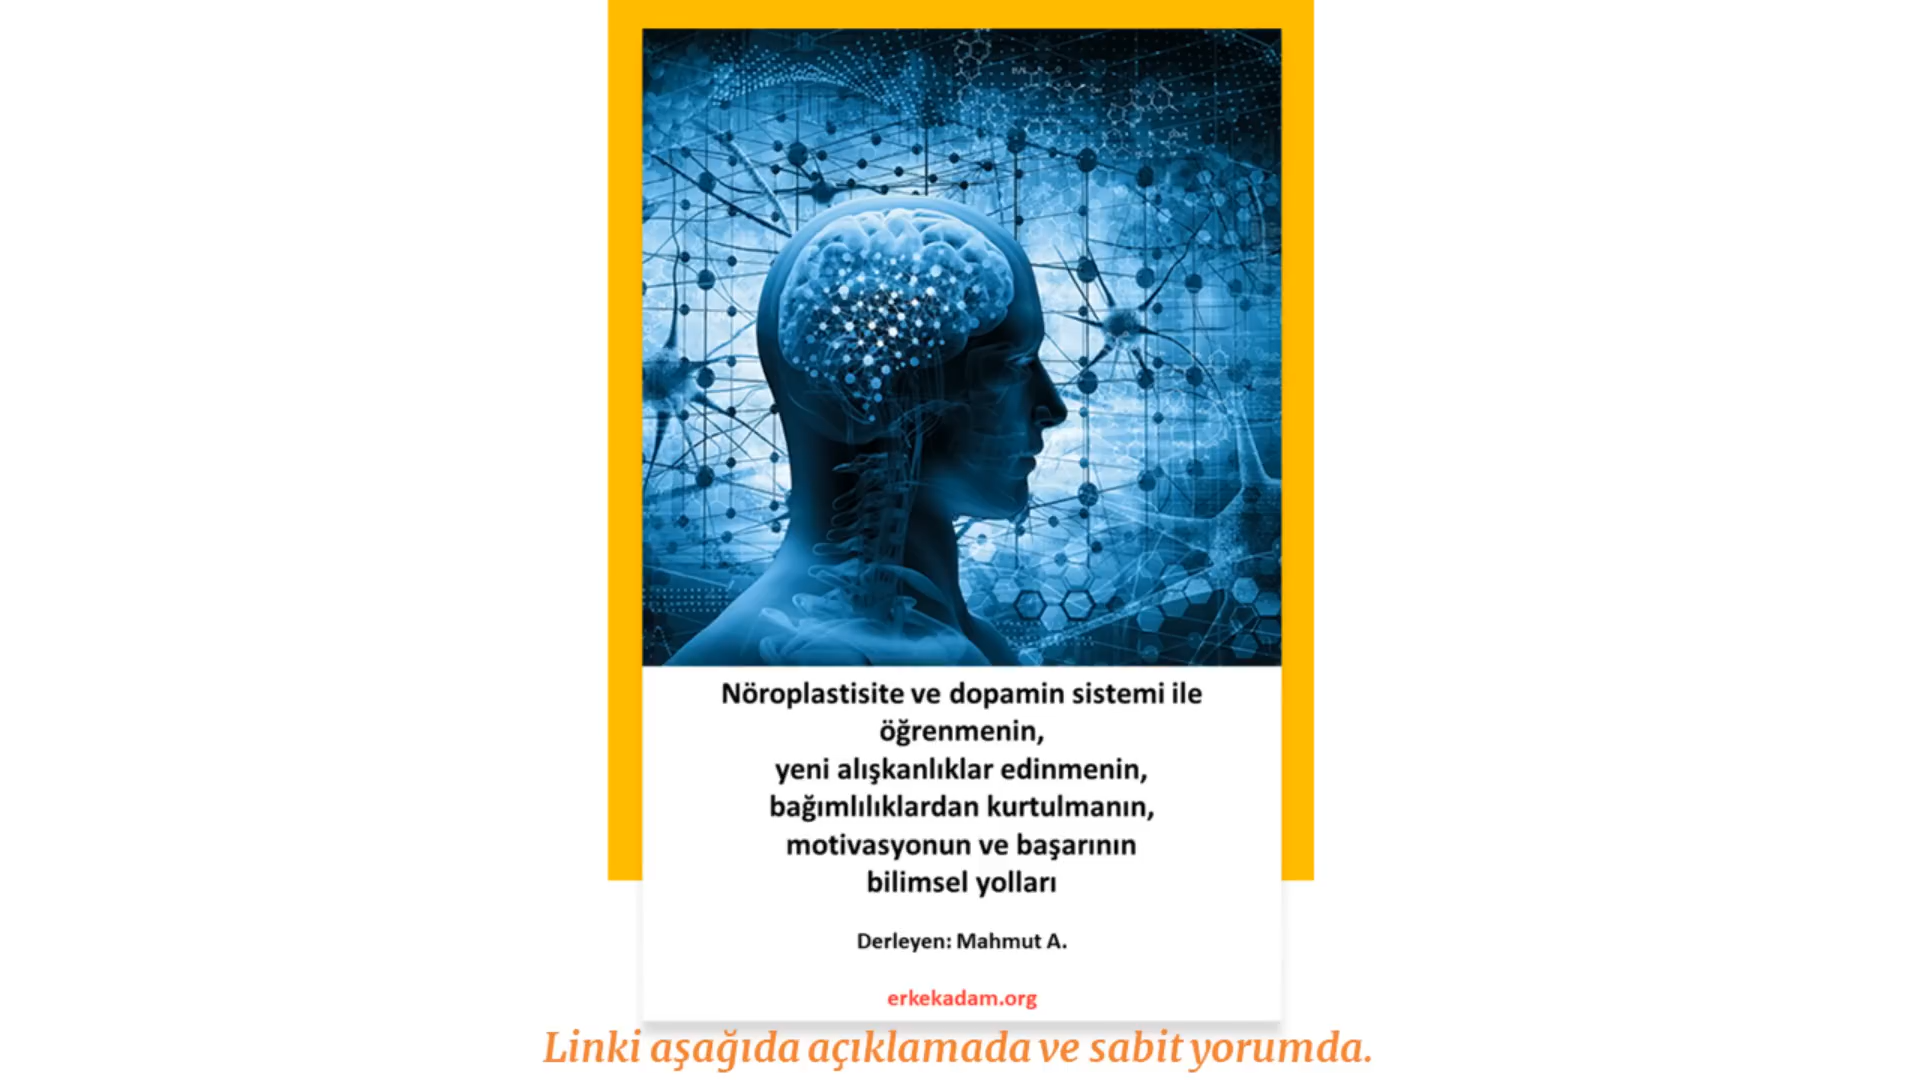 Nöroplastisite ve dopamin sistemi ile
öğrenmenin,
yeni alışkanlıklar edinmenin,
bağımlılıklardan kurtulmanın,
motivasyonun ve başarının
bilimsel yolları
Derleyen: Mahmut A.
erkekadam.org
Linki aşağıda açıklamada ve sabit yorumda.